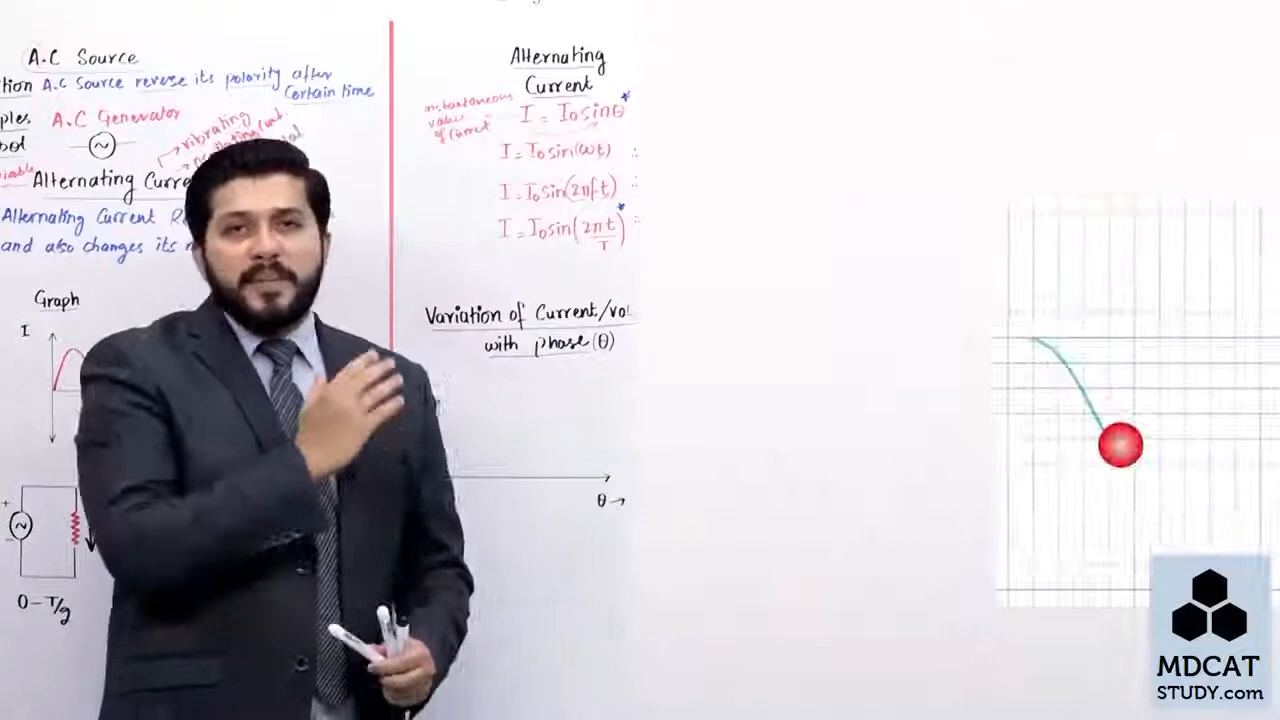 A.C Source
tion A.C Source reverse its polarity after
Certain time
ples A.C Generator
bol
vibrating
Alternating Curre
Alternating Current Re
and also changes its
Graph
I
+
~
-
0-T/2
Alternating
Current
instantaneous
value
of current
I = I₀sinθ*
I = I₀sin(ωt) ∴
I = I₀sin(2πft) ∴
I = I₀sin(2πt/T)* ∴
Variation of Current/vol
with phase (θ)
θ →
MDCAT
STUDY.com